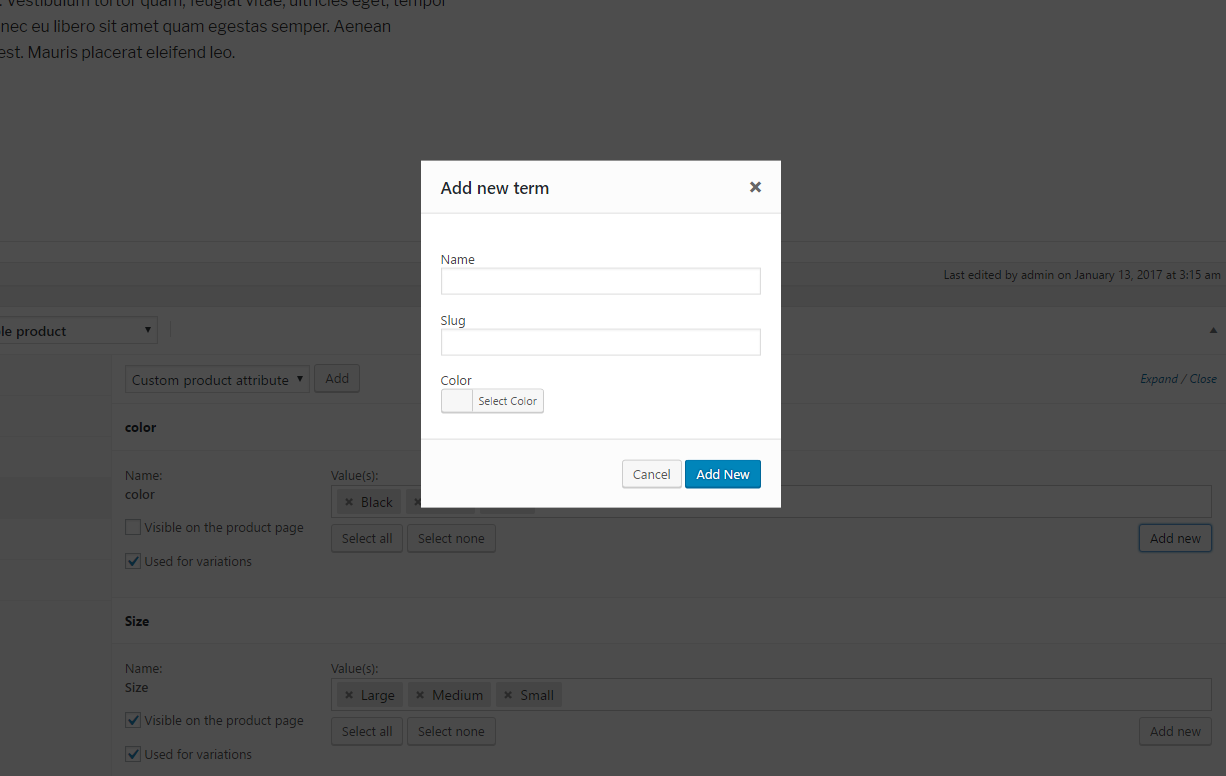 . Vestibulum tortor quam, feugiat vitae, ultricies eget, tempor
nec eu libero sit amet quam egestas semper. Aenean
est. Mauris placerat eleifend leo.
Add new term
Name
Slug
Color
Select Color
Cancel Add New
Last edited by admin on January 13, 2017 at 3:15 am
le product
Custom product attribute Add Expand / Close
color
Name: Value(s):
color
× Black ×
Visible on the product page Select all Select none Add new
Used for variations
Size
Name: Value(s):
Size
× Large × Medium × Small
Visible on the product page Select all Select none Add new
Used for variations